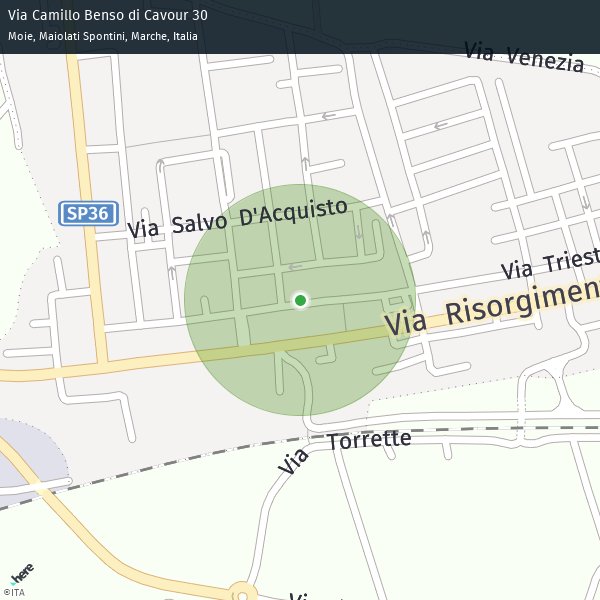 Via Camillo Benso di Cavour 30
Moie, Maiolati Spontini, Marche, Italia
Via Venezia
SP36
Via Salvo D'Acquisto
Via Triest
Via Risorgimen
Via Torrette
here
©ITA